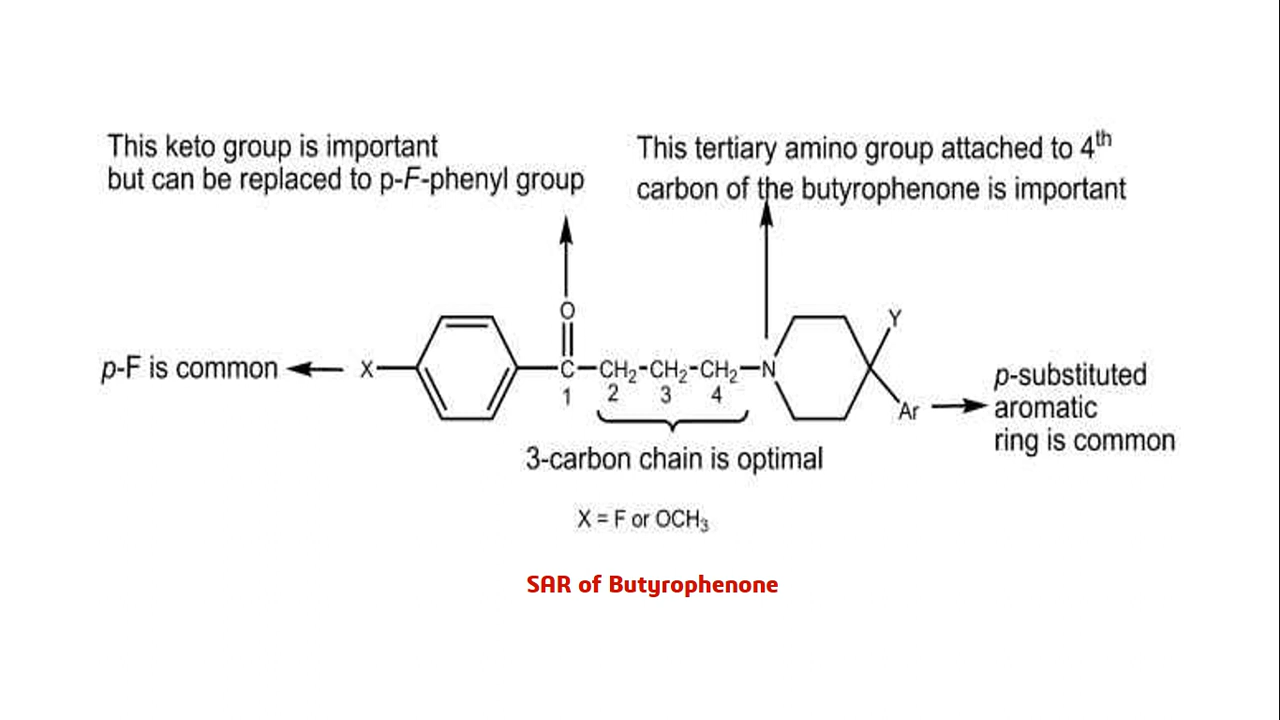 This keto group is important
but can be replaced to p-F-phenyl group
This tertiary amino group attached to 4th
carbon of the butyrophenone is important
O
Y
p-F is common
X
C-CH2-CH2-CH2-N
1 2 3 4
Ar
p-substituted
aromatic
ring is common
3-carbon chain is optimal
X = F or OCH3
SAR of Butyrophenone